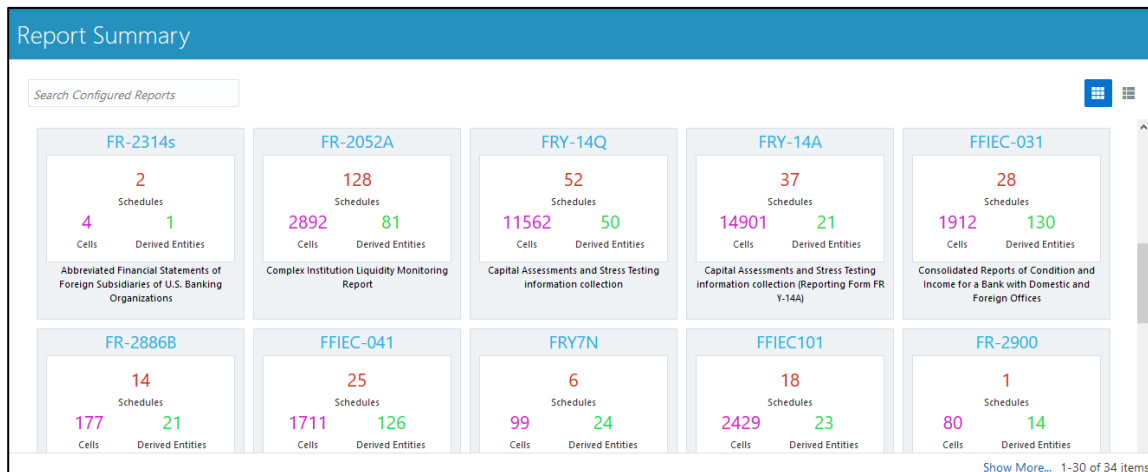 Report Summary
Search Configured Reports
FR-2314s
2
Schedules
4 1
Cells Derived Entities
Abbreviated Financial Statements of
Foreign Subsidiaries of U.S. Banking
Organizations
FR-2052A
128
Schedules
2892 81
Cells Derived Entities
Complex Institution Liquidity Monitoring
Report
FRY-14Q
52
Schedules
11562 50
Cells Derived Entities
Capital Assessments and Stress Testing
information collection
FRY-14A
37
Schedules
14901 21
Cells Derived Entities
Capital Assessments and Stress Testing
information collection (Reporting Form FR
Y-14A)
FFIEC-031
28
Schedules
1912 130
Cells Derived Entities
Consolidated Reports of Condition and
Income for a Bank with Domestic and
Foreign Offices
FR-2886B
14
Schedules
177 21
Cells Derived Entities
FFIEC-041
25
Schedules
1711 126
Cells Derived Entities
FRY7N
6
Schedules
99 24
Cells Derived Entities
FFIEC101
18
Schedules
2429 23
Cells Derived Entities
FR-2900
1
Schedules
80 14
Cells Derived Entities
Show More... 1-30 of 34 items